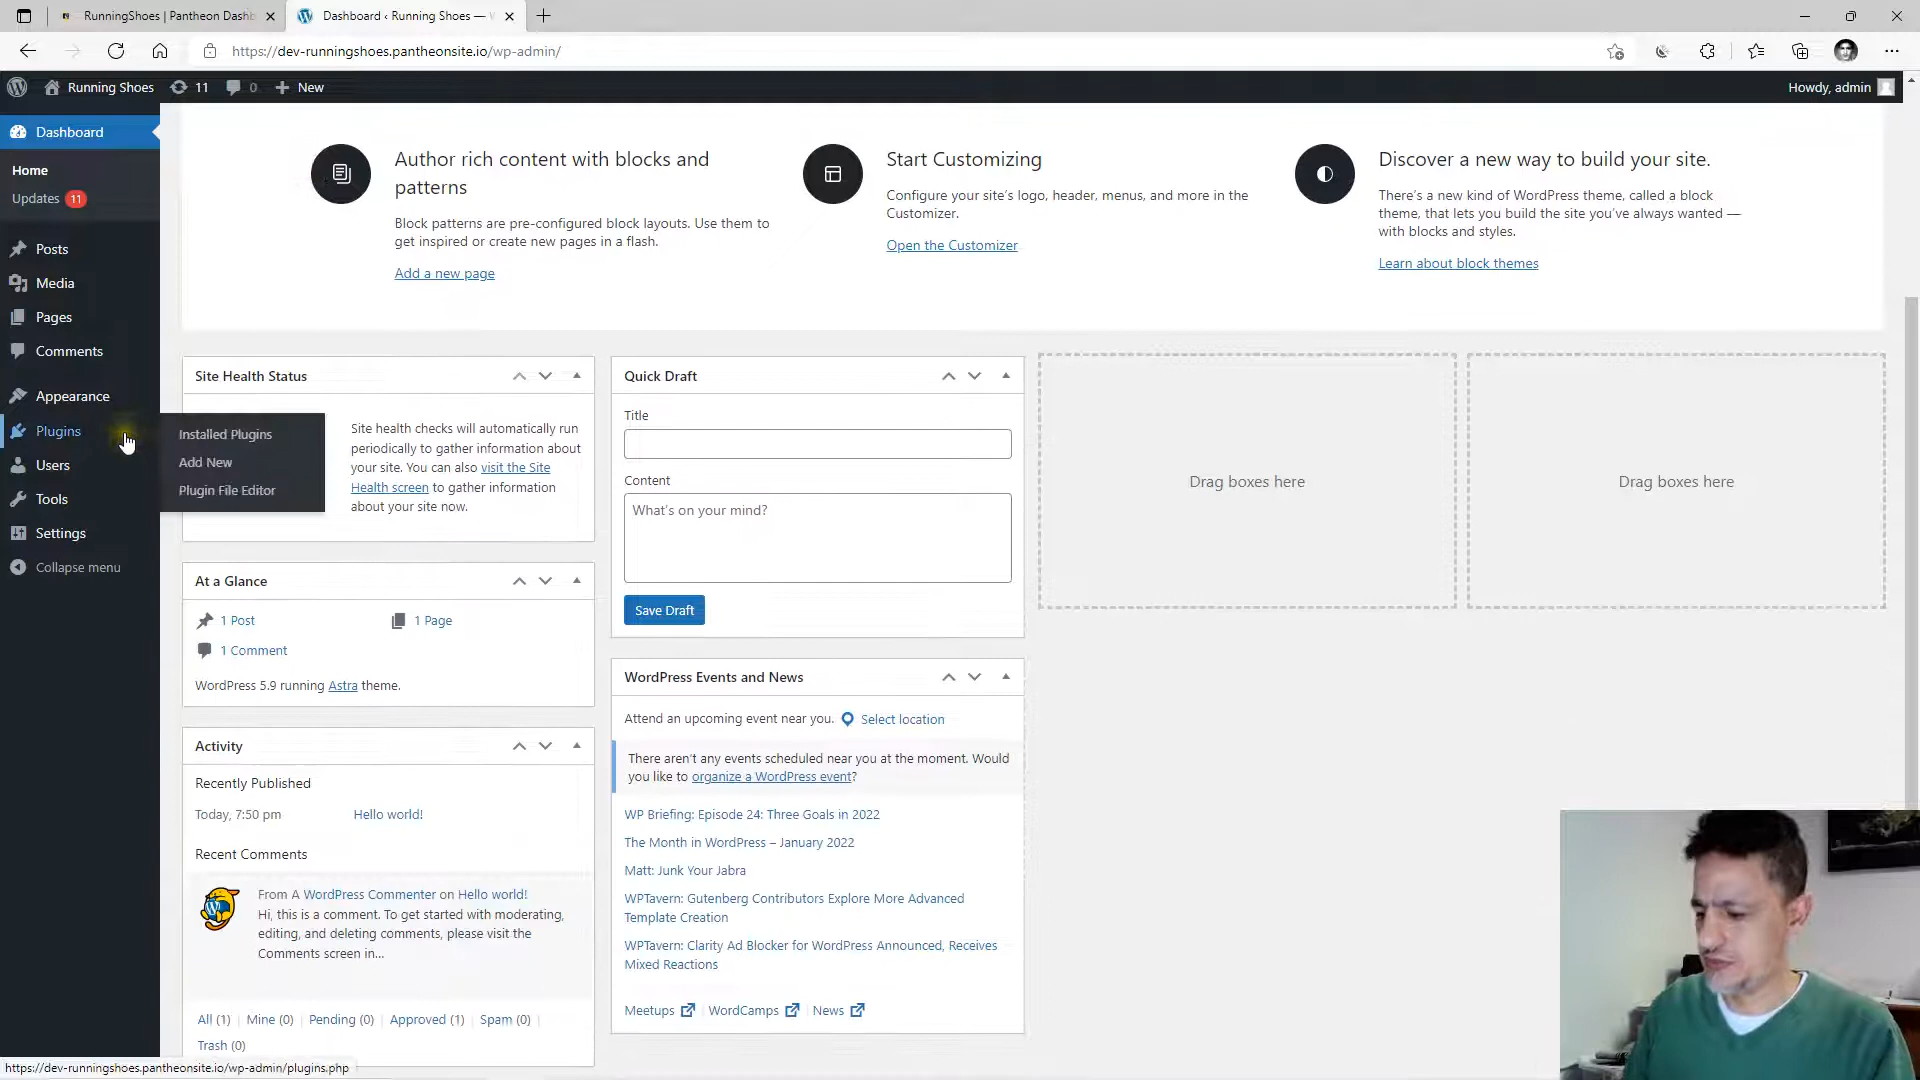 RunningShoes | Pantheon Dashb
Dashboard ‹ Running Shoes —
https://dev-runningshoes.pantheonsite.io/wp-admin/
Running Shoes 11 0 New
Howdy, admin
Dashboard
Home
Updates 11
Posts
Media
Pages
Comments
Appearance
Plugins
Users
Tools
Settings
Collapse menu
Installed Plugins
Add New
Plugin File Editor
Author rich content with blocks and
patterns
Block patterns are pre-configured block layouts. Use them to
get inspired or create new pages in a flash.
Add a new page
Start Customizing
Configure your site's logo, header, menus, and more in the
Customizer.
Open the Customizer
Discover a new way to build your site.
There's a new kind of WordPress theme, called a block
theme, that lets you build the site you've always wanted —
with blocks and styles.
Learn about block themes
Site Health Status
Site health checks will automatically run
periodically to gather information about
your site. You can also visit the Site
Health screen to gather information
about your site now.
At a Glance
1 Post
1 Page
1 Comment
WordPress 5.9 running Astra theme.
Activity
Recently Published
Today, 7:50 pm Hello world!
Recent Comments
From A WordPress Commenter on Hello world!
Hi, this is a comment. To get started with moderating,
editing, and deleting comments, please visit the
Comments screen in...
All (1) | Mine (0) | Pending (0) | Approved (1) | Spam (0) |
Trash (0)
Quick Draft
Title
Content
What's on your mind?
Save Draft
WordPress Events and News
Attend an upcoming event near you. Select location
There aren't any events scheduled near you at the moment. Would
you like to organize a WordPress event?
WP Briefing: Episode 24: Three Goals in 2022
The Month in WordPress – January 2022
Matt: Junk Your Jabra
WPTavern: Gutenberg Contributors Explore More Advanced
Template Creation
WPTavern: Clarity Ad Blocker for WordPress Announced, Receives
Mixed Reactions
Meetups | WordCamps | News
Drag boxes here
Drag boxes here
https://dev-runningshoes.pantheonsite.io/wp-admin/plugins.php